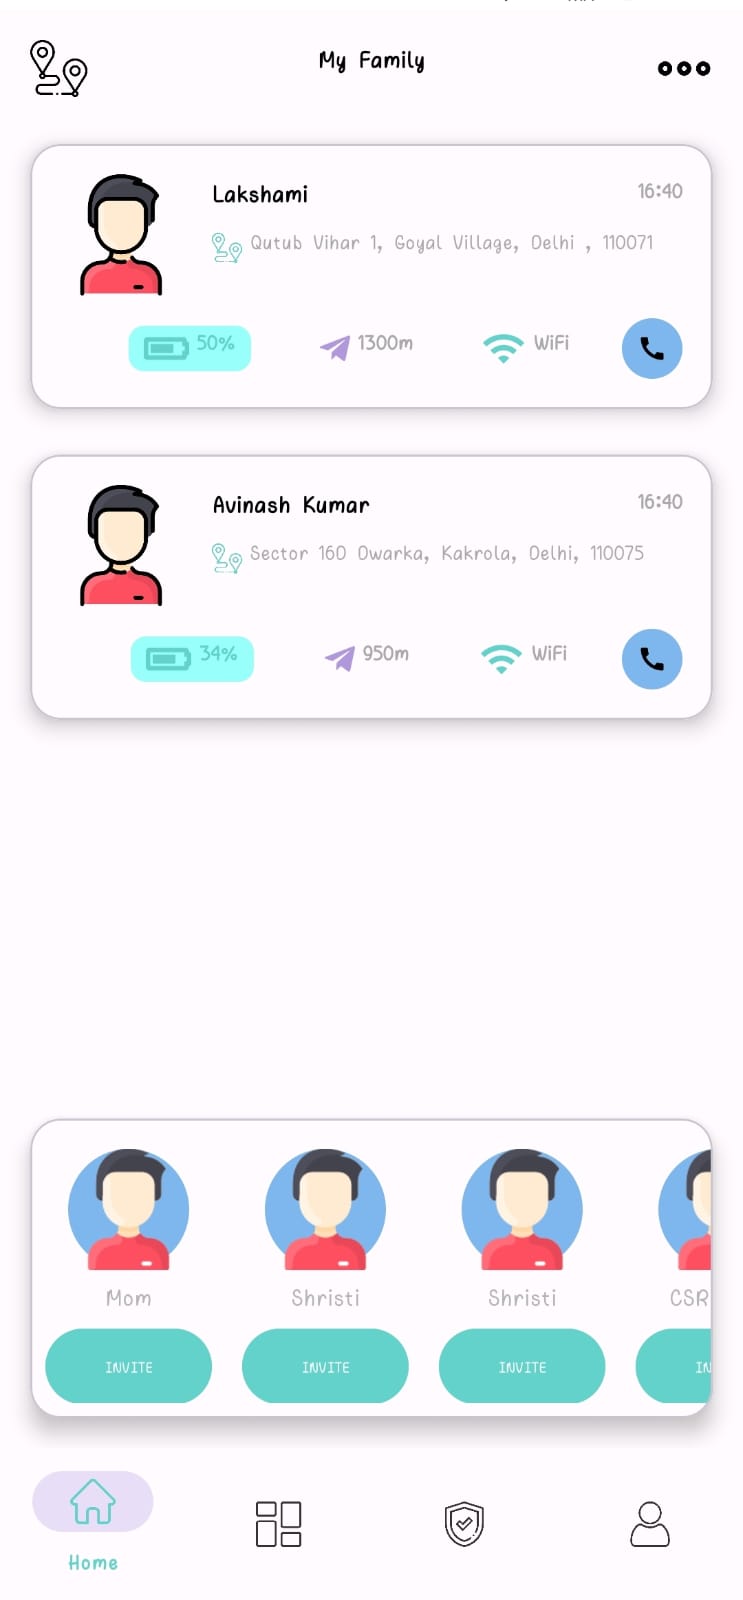 My Family
Lakshami
16:40
Qutub Vihar 1, Goyal Village, Delhi , 110071
50%
1300m
WiFi
Avinash Kumar
16:40
Sector 16D Dwarka, Kakrola, Delhi, 110075
34%
950m
WiFi
Mom
Shristi
Shristi
CSR
INVITE
INVITE
INVITE
IN
Home